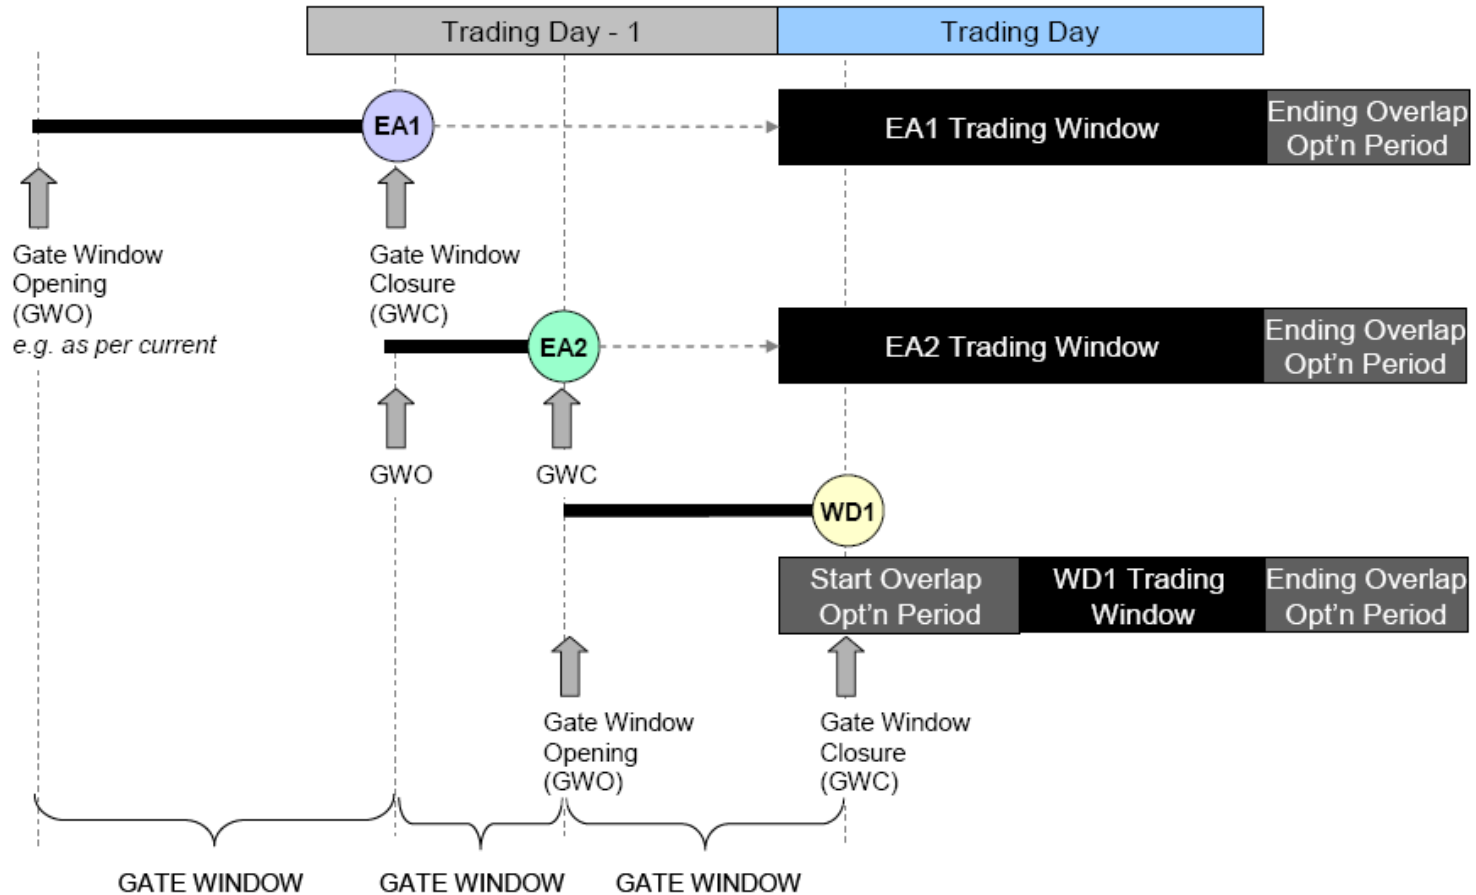 Trading Day - 1
Trading Day
EA1
EA1 Trading Window
Ending Overlap
Opt'n Period
Gate Window
Opening
(GWO)
e.g. as per current
Gate Window
Closure
(GWC)
EA2
EA2 Trading Window
Ending Overlap
Opt'n Period
GWO
GWC
WD1
Start Overlap
Opt'n Period
WD1 Trading
Window
Ending Overlap
Opt'n Period
Gate Window
Opening
(GWO)
Gate Window
Closure
(GWC)
GATE WINDOW
GATE WINDOW
GATE WINDOW